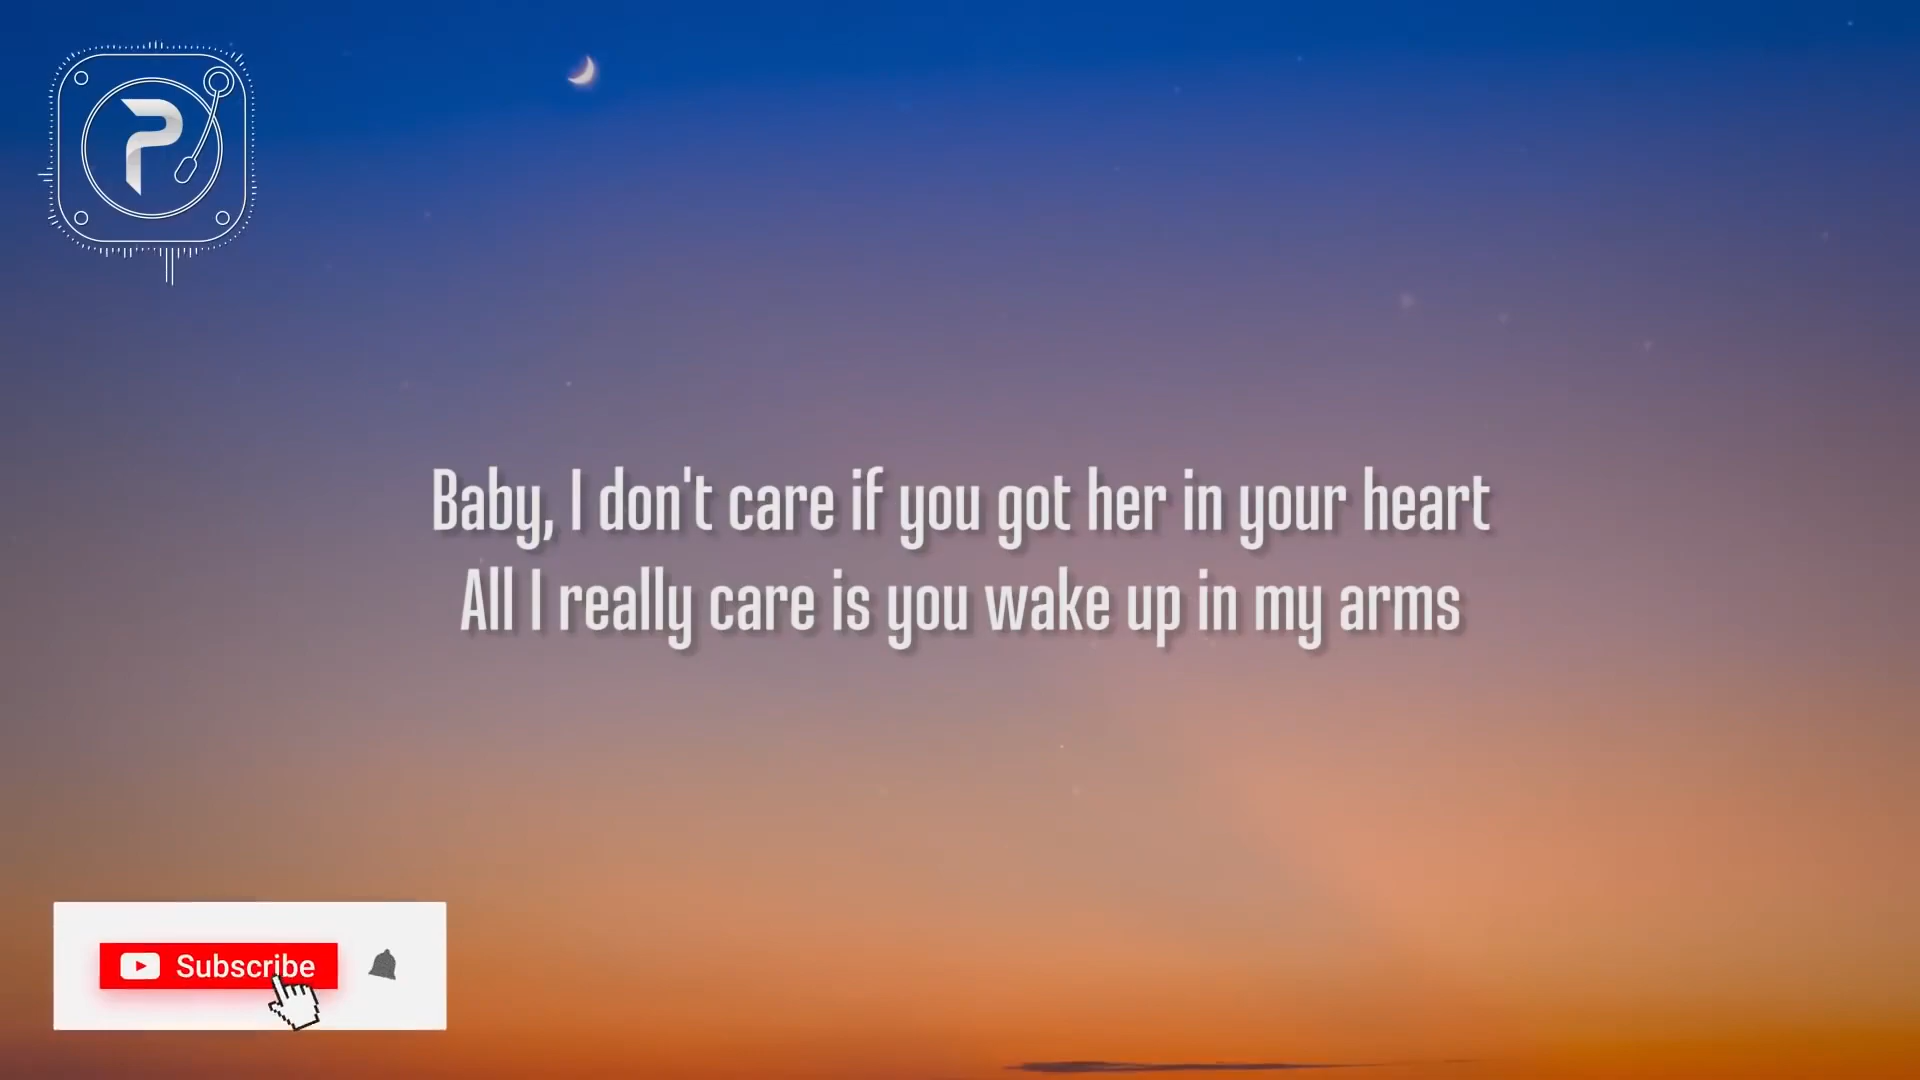 P
Baby, I don't care if you got her in your heart
All I really care is you wake up in my arms
Subscribe